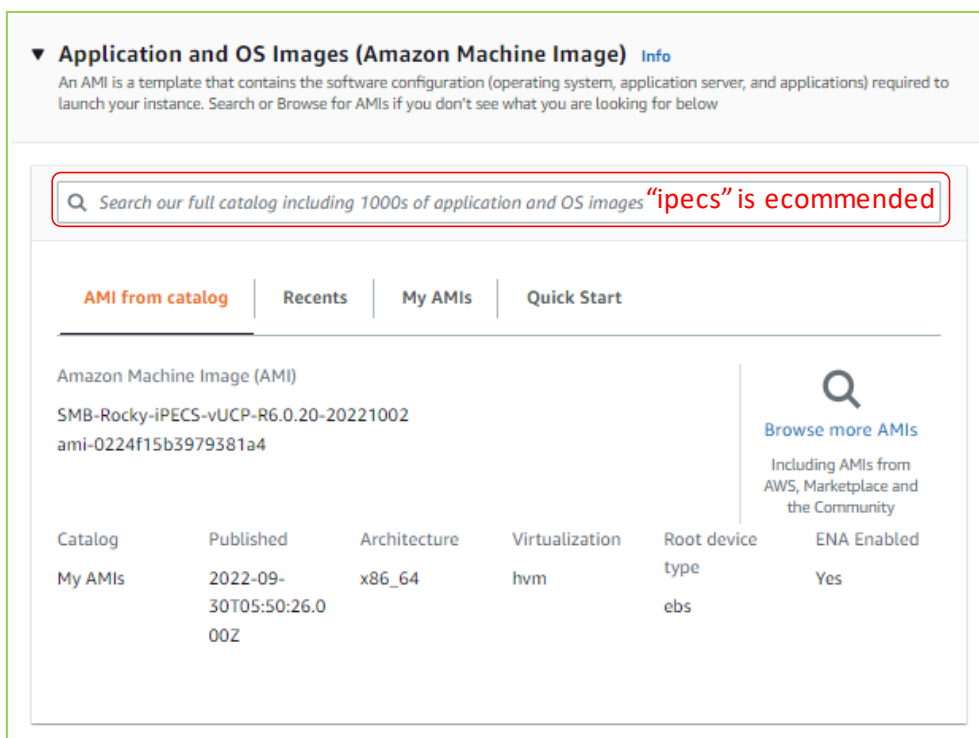 Application and OS Images (Amazon Machine Image) Info
An AMI is a template that contains the software configuration (operating system, application server, and applications) required to
launch your instance. Search or Browse for AMIs if you don't see what you are looking for below
Search our full catalog including 1000s of application and OS images “ipecs” is ecommended
AMI from catalog Recents My AMIs Quick Start
Amazon Machine Image (AMI)
SMB-Rocky-iPECS-vUCP-R6.0.20-20221002
ami-0224f15b3979381a4
Browse more AMIs
Including AMIs from
AWS, Marketplace and
the Community
Catalog Published Architecture Virtualization Root device ENA Enabled
type
My AMIs 2022-09- x86_64 hvm Yes
30T05:50:26.0 ebs
00Z